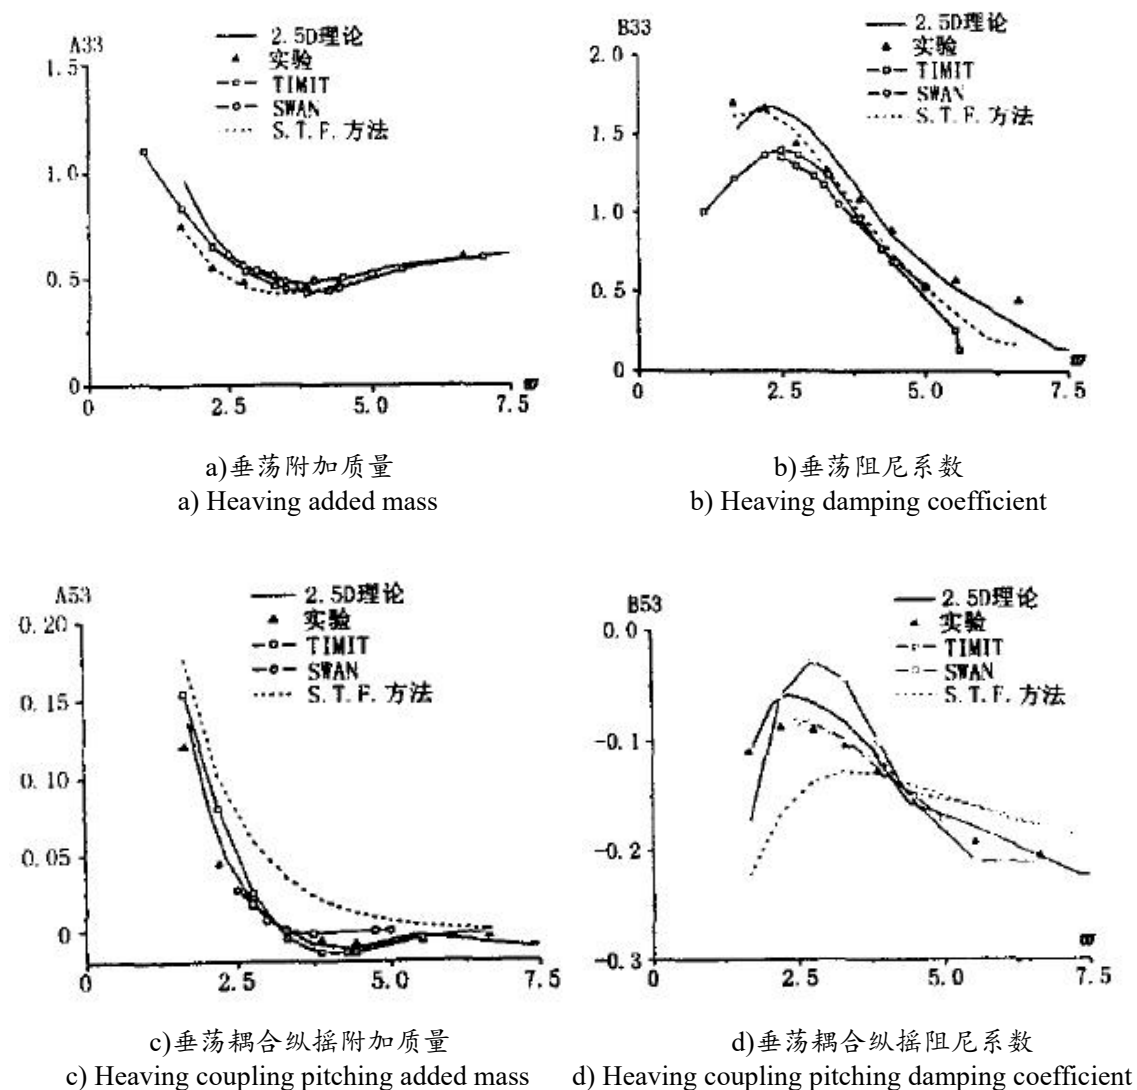 A33
2.5D理论
实验
TIMIT
SWAN
S.T.F.方法
1.5
1.0
0.5
0
0
2.5
5.0
7.5
ϖ
a)垂荡附加质量
a) Heaving added mass
B33
2.5D理论
实验
TIMIT
SWAN
S.T.F.方法
2.0
1.5
1.0
0.5
0
0
2.5
5.0
7.5
ϖ
b)垂荡阻尼系数
b) Heaving damping coefficient
A53
2.5D理论
实验
TIMIT
SWAN
S.T.F.方法
0.20
0.15
0.10
0.05
0
0
2.5
5.0
7.5
c)垂荡耦合纵摇附加质量
c) Heaving coupling pitching added mass
B53
2.5D理论
实验
TIMIT
SWAN
S.T.F.方法
0.0
-0.1
-0.2
-0.3
0
2.5
5.0
7.5
ϖ
d)垂荡耦合纵摇阻尼系数
d) Heaving coupling pitching damping coefficient